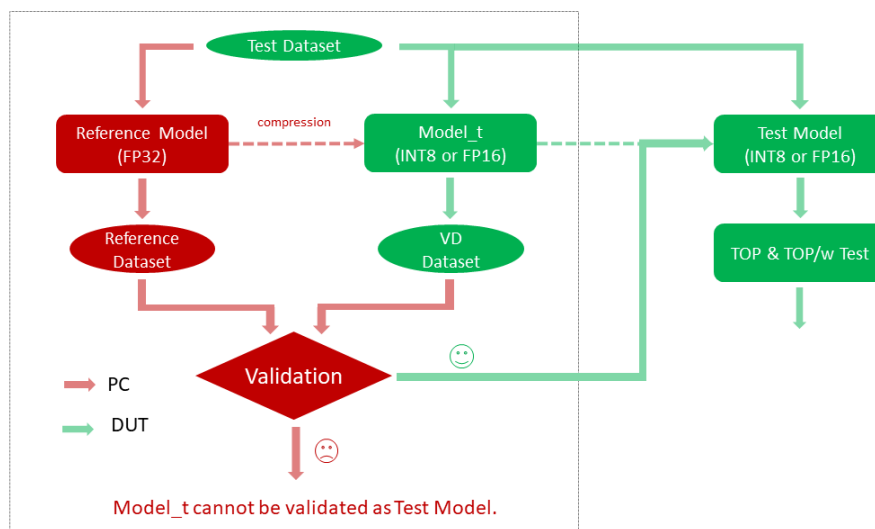 Test Dataset
Reference Model
(FP32)
compression
Model_t
(INT8 or FP16)
Test Model
(INT8 or FP16)
Reference
Dataset
VD
Dataset
TOP & TOP/w Test
Validation
PC
DUT
Model_t cannot be validated as Test Model.